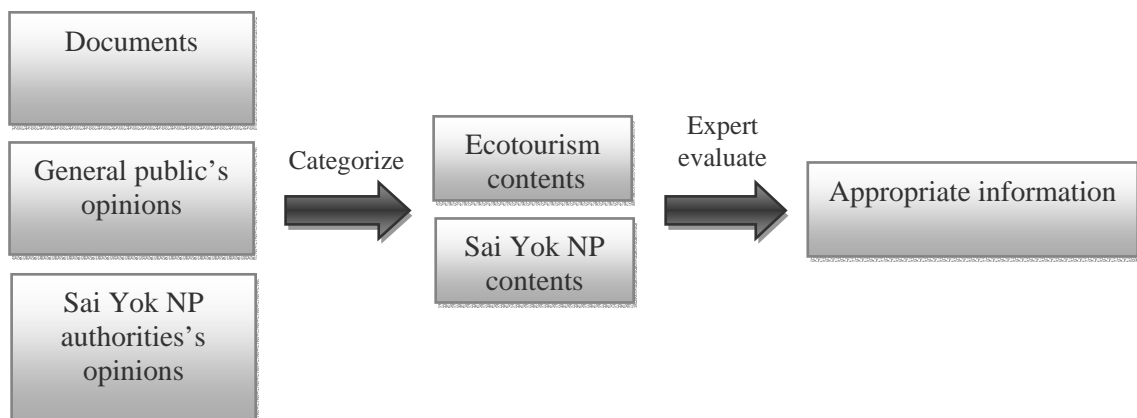 Documents
General public’s
opinions
Sai Yok NP
authorities’s
opinions
Categorize
Ecotourism
contents
Sai Yok NP
contents
Expert
evaluate
Appropriate information